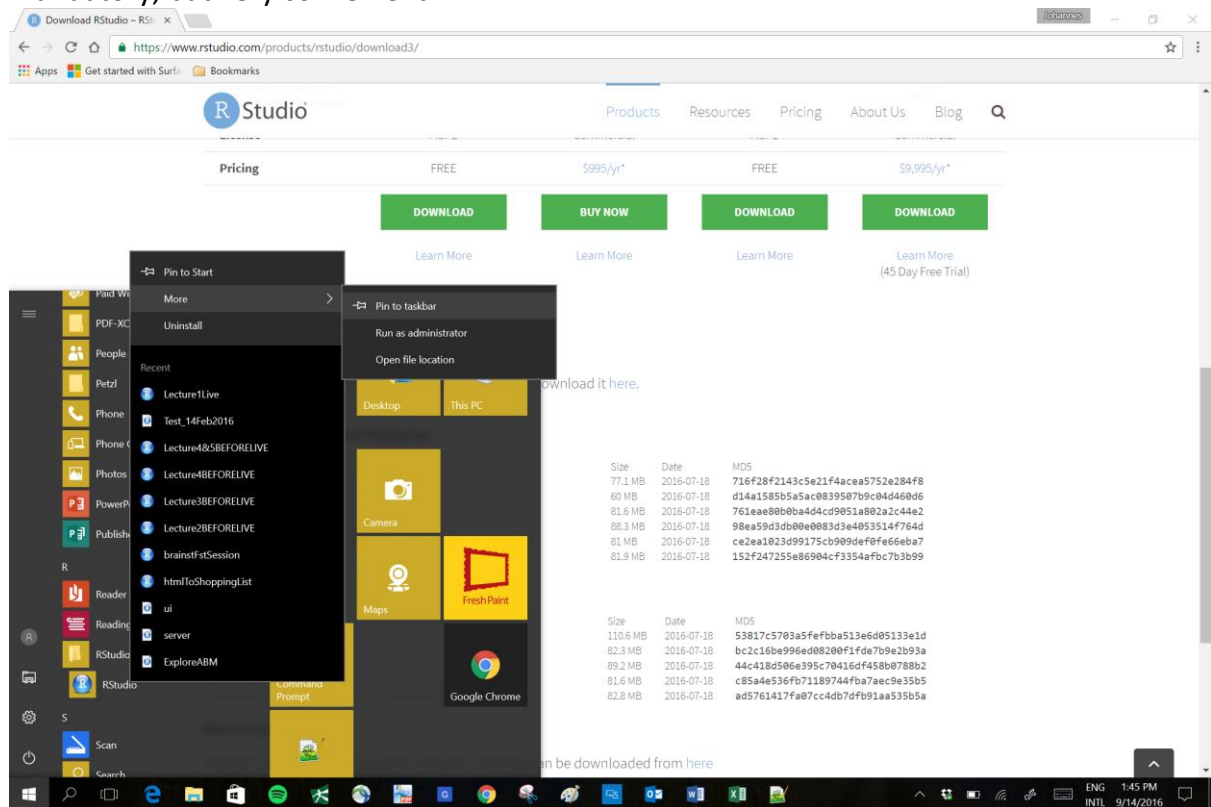 Download RStudio – RSt
Johannes
https://www.rstudio.com/products/rstudio/download3/
Apps Get started with Surfa Bookmarks
R Studio Products Resources Pricing About Us Blog
Pricing FREE $995/yr* FREE $9,995/yr*
DOWNLOAD BUY NOW DOWNLOAD DOWNLOAD
Learn More Learn More Learn More Learn More
(45 Day Free Trial)
Pin to Start
More
Uninstall
Recent
Lecture1Live
Test_14Feb2016
Lecture4&5BEFORELIVE
Lecture4BEFORELIVE
Lecture3BEFORELIVE
Lecture2BEFORELIVE
brainstFstSession
htmlToShoppingList
ui
server
ExploreABM
Pin to taskbar
Run as administrator
Open file location
Paid Wi
PDF-XC
People
Petzl
Phone
Phone C
Photos
PowerP
Publish
R
Reader
Reading
RStudio
RStudio
S
Scan
Search
Desktop This PC
Camera
Maps Fresh Paint
Command
Prompt
Google Chrome
ownload it here.
Size Date MD5
77.1 MB 2016-07-18 716f28f2143c5e21f4acea5752e284f8
60 MB 2016-07-18 d14a1585b5a5ac0839507b9c04d460d6
81.6 MB 2016-07-18 761eae80b0ba4d4cd9051a802a2c44e2
88.3 MB 2016-07-18 98ea59d3db00e0083d3e4053514f764d
81 MB 2016-07-18 ce2ea1023d99175cb909def0fe66eba7
81.9 MB 2016-07-18 152f247255e86904cf3354afbc7b3b99
Size Date MD5
110.6 MB 2016-07-18 53817c5703a5fefbba513e6d05133e1d
82.3 MB 2016-07-18 bc2c16be996ed08200f1fde7b9e2b93a
89.2 MB 2016-07-18 44c418d506e395c70416df458b0788b2
81.6 MB 2016-07-18 c85a4e536fb71189744fba7aec9e35b5
82.8 MB 2016-07-18 ad5761417fa07cc4db7dfb91aa535b5a
an be downloaded from here
ENG 1:45 PM
INTL 9/14/2016